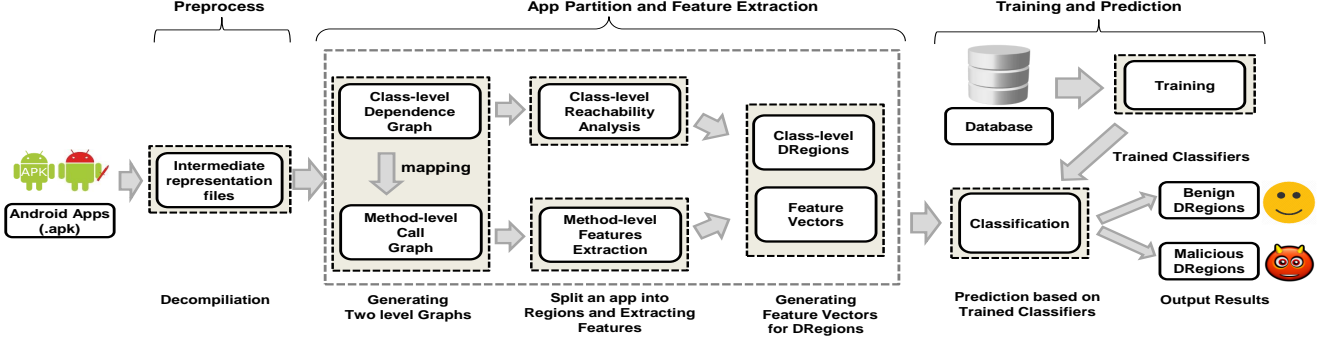 Preprocess
App Partition and Feature Extraction
Training and Prediction
APK
Android Apps
(.apk)
Intermediate
representation
files
Decompiliation
Class-level
Dependence
Graph
mapping
Method-level
Call
Graph
Generating
Two level Graphs
Class-level
Reachability
Analysis
Method-level
Features
Extraction
Split an app into
Regions and Extracting
Features
Class-level
DRegions
Feature
Vectors
Generating
Feature Vectors
for DRegions
Database
Training
Trained Classifiers
Classification
Prediction based on
Trained Classifiers
Benign
DRegions
Malicious
DRegions
Output Results